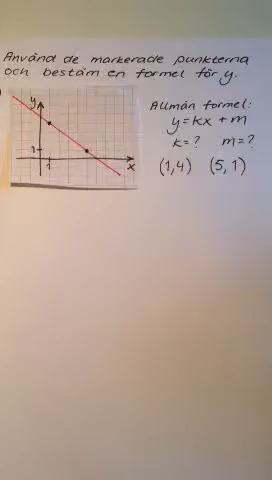 Använd de markerade punkterna
och bestäm en formel för y.
y
1
1
x
Allmän formel:
y=kx+m
k=? m=?
(1,4) (5,1)